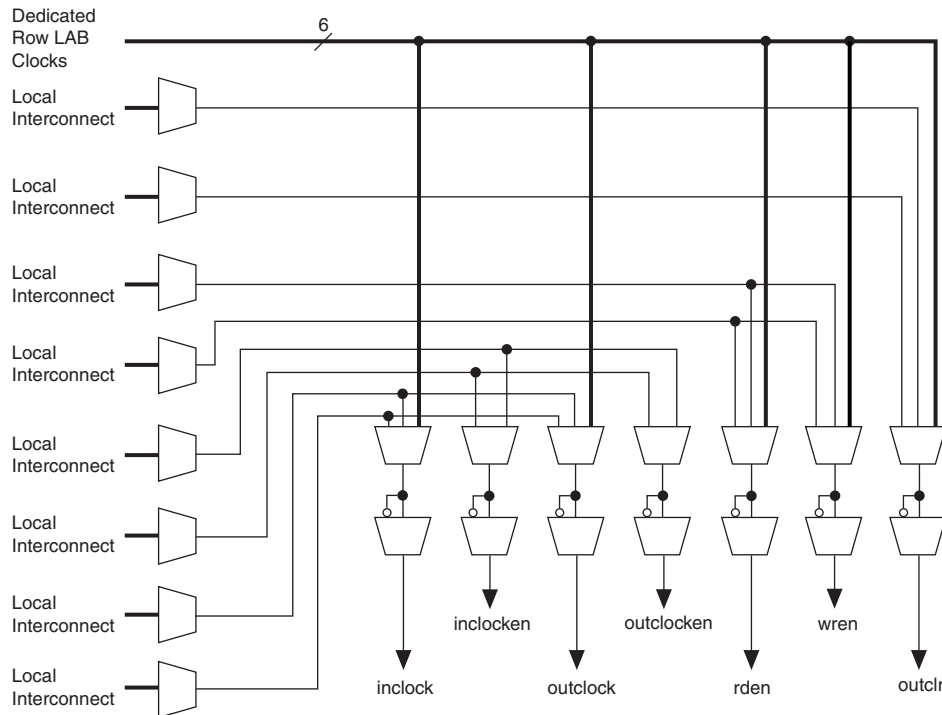 Dedicated
Row LAB
Clocks
6
Local
Interconnect
Local
Interconnect
Local
Interconnect
Local
Interconnect
Local
Interconnect
Local
Interconnect
Local
Interconnect
Local
Interconnect
inclocken
outclocken
wren
inclock
outclock
rden
outclr